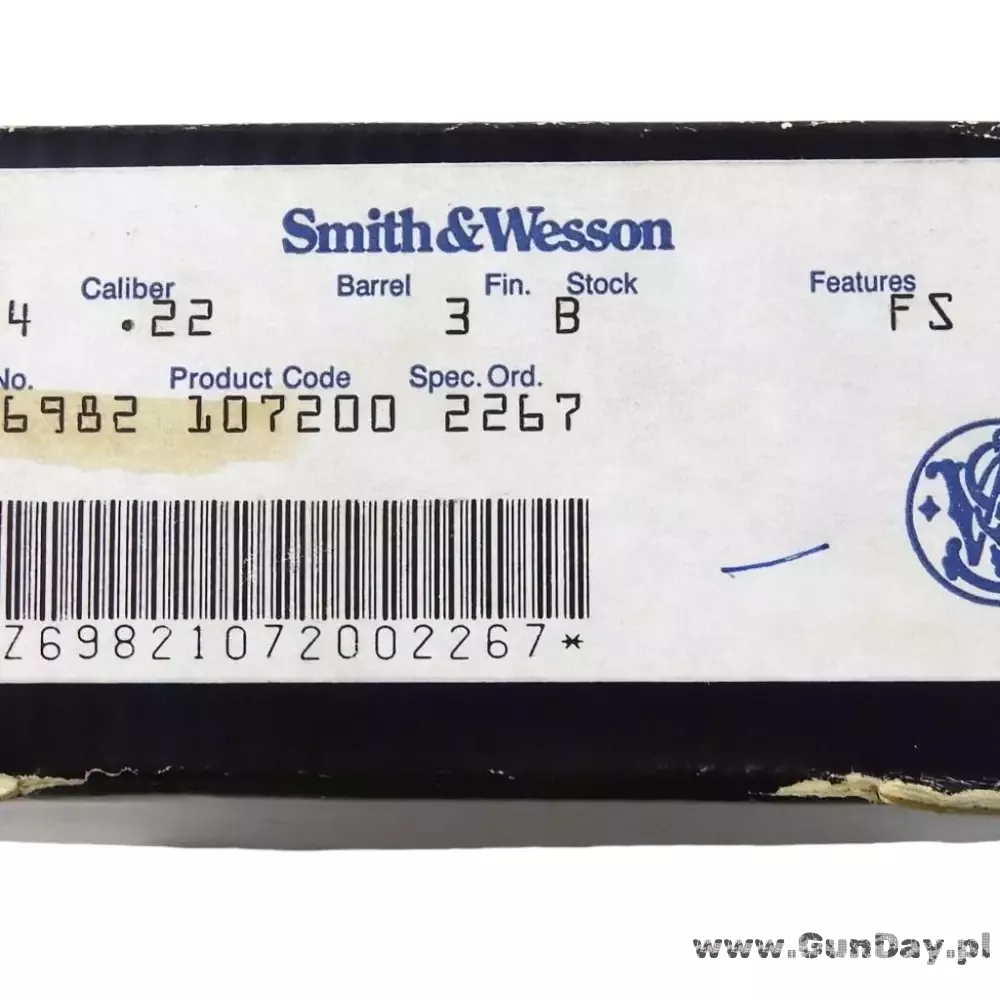 Smith&Wesson
Caliber Barrel Fin. Stock Features
4 .22 3 B FS
No. Product Code Spec. Ord.
6982 107200 2267
Z69821072002267*
www.GunDay.pl